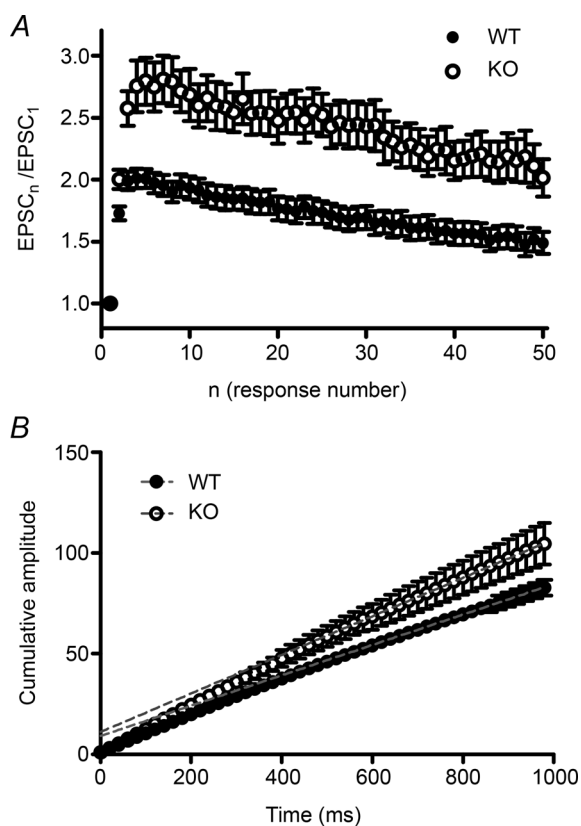 A
WT
KO
3.0
2.5
2.0
1.5
1.0
EPSCn/EPSC1
0 10 20 30 40 50
n (response number)
B
150
100
50
0
WT
KO
Cumulative amplitude
0 200 400 600 800 1000
Time (ms)